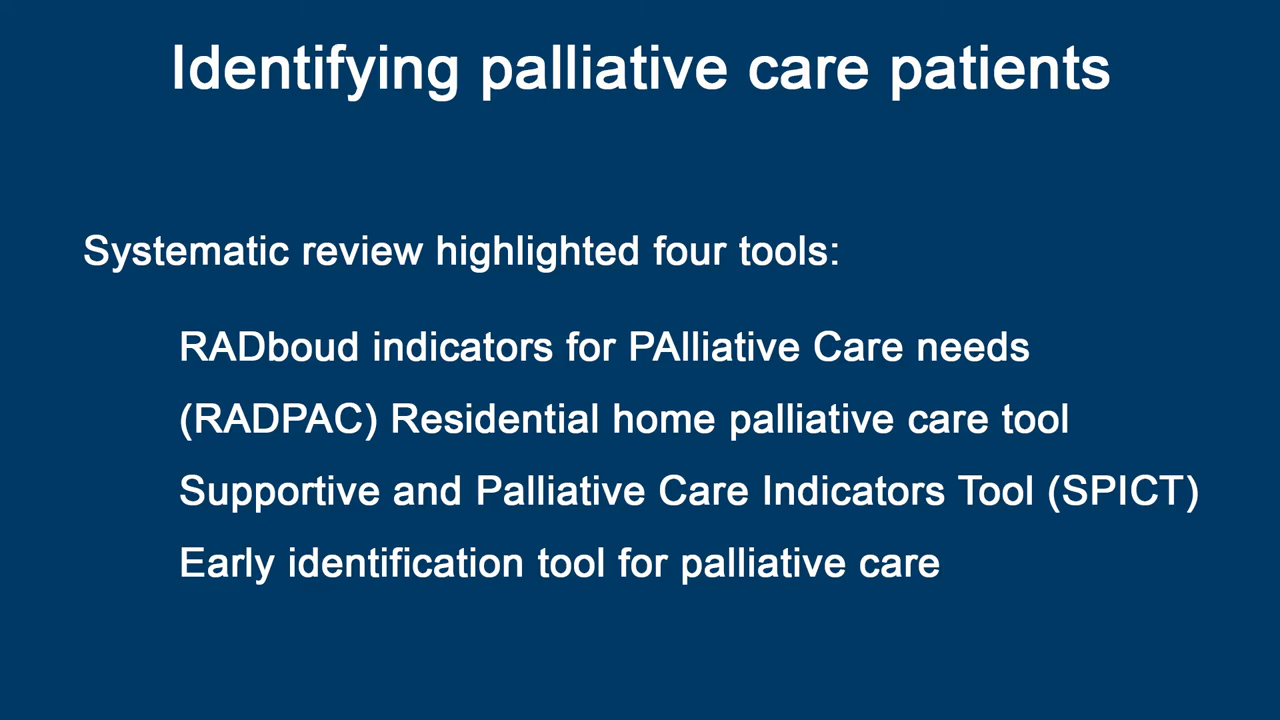 Identifying palliative care patients
Systematic review highlighted four tools:
RADboud indicators for PAlliative Care needs
(RADPAC) Residential home palliative care tool
Supportive and Palliative Care Indicators Tool (SPICT)
Early identification tool for palliative care